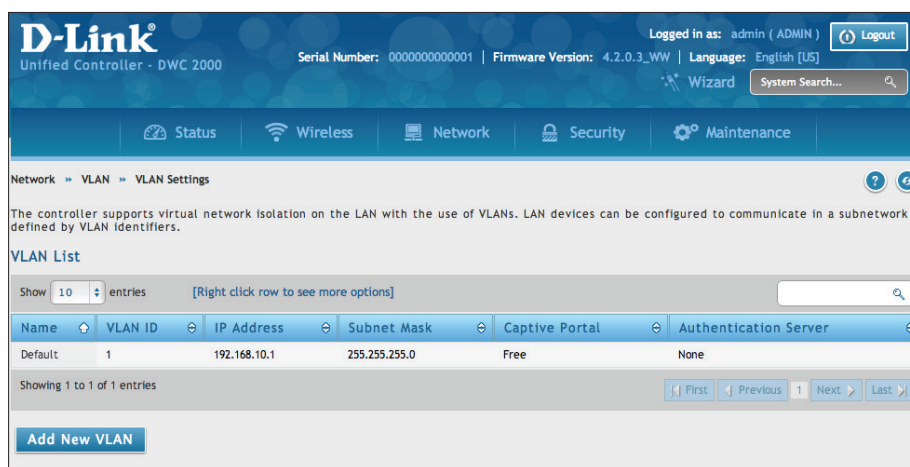 D-Link®
Unified Controller - DWC 2000
Logged in as: admin ( ADMIN ) Logout
Serial Number: 0000000000001 | Firmware Version: 4.2.0.3_WW | Language: English [US]
Wizard System Search...
Status Wireless Network Security Maintenance
Network » VLAN » VLAN Settings
?
The controller supports virtual network isolation on the LAN with the use of VLANs. LAN devices can be configured to communicate in a subnetwork
defined by VLAN identifiers.
VLAN List
Show 10 entries [Right click row to see more options]
Name VLAN ID IP Address Subnet Mask Captive Portal Authentication Server
Default 1 192.168.10.1 255.255.255.0 Free None
Showing 1 to 1 of 1 entries First Previous 1 Next Last
Add New VLAN